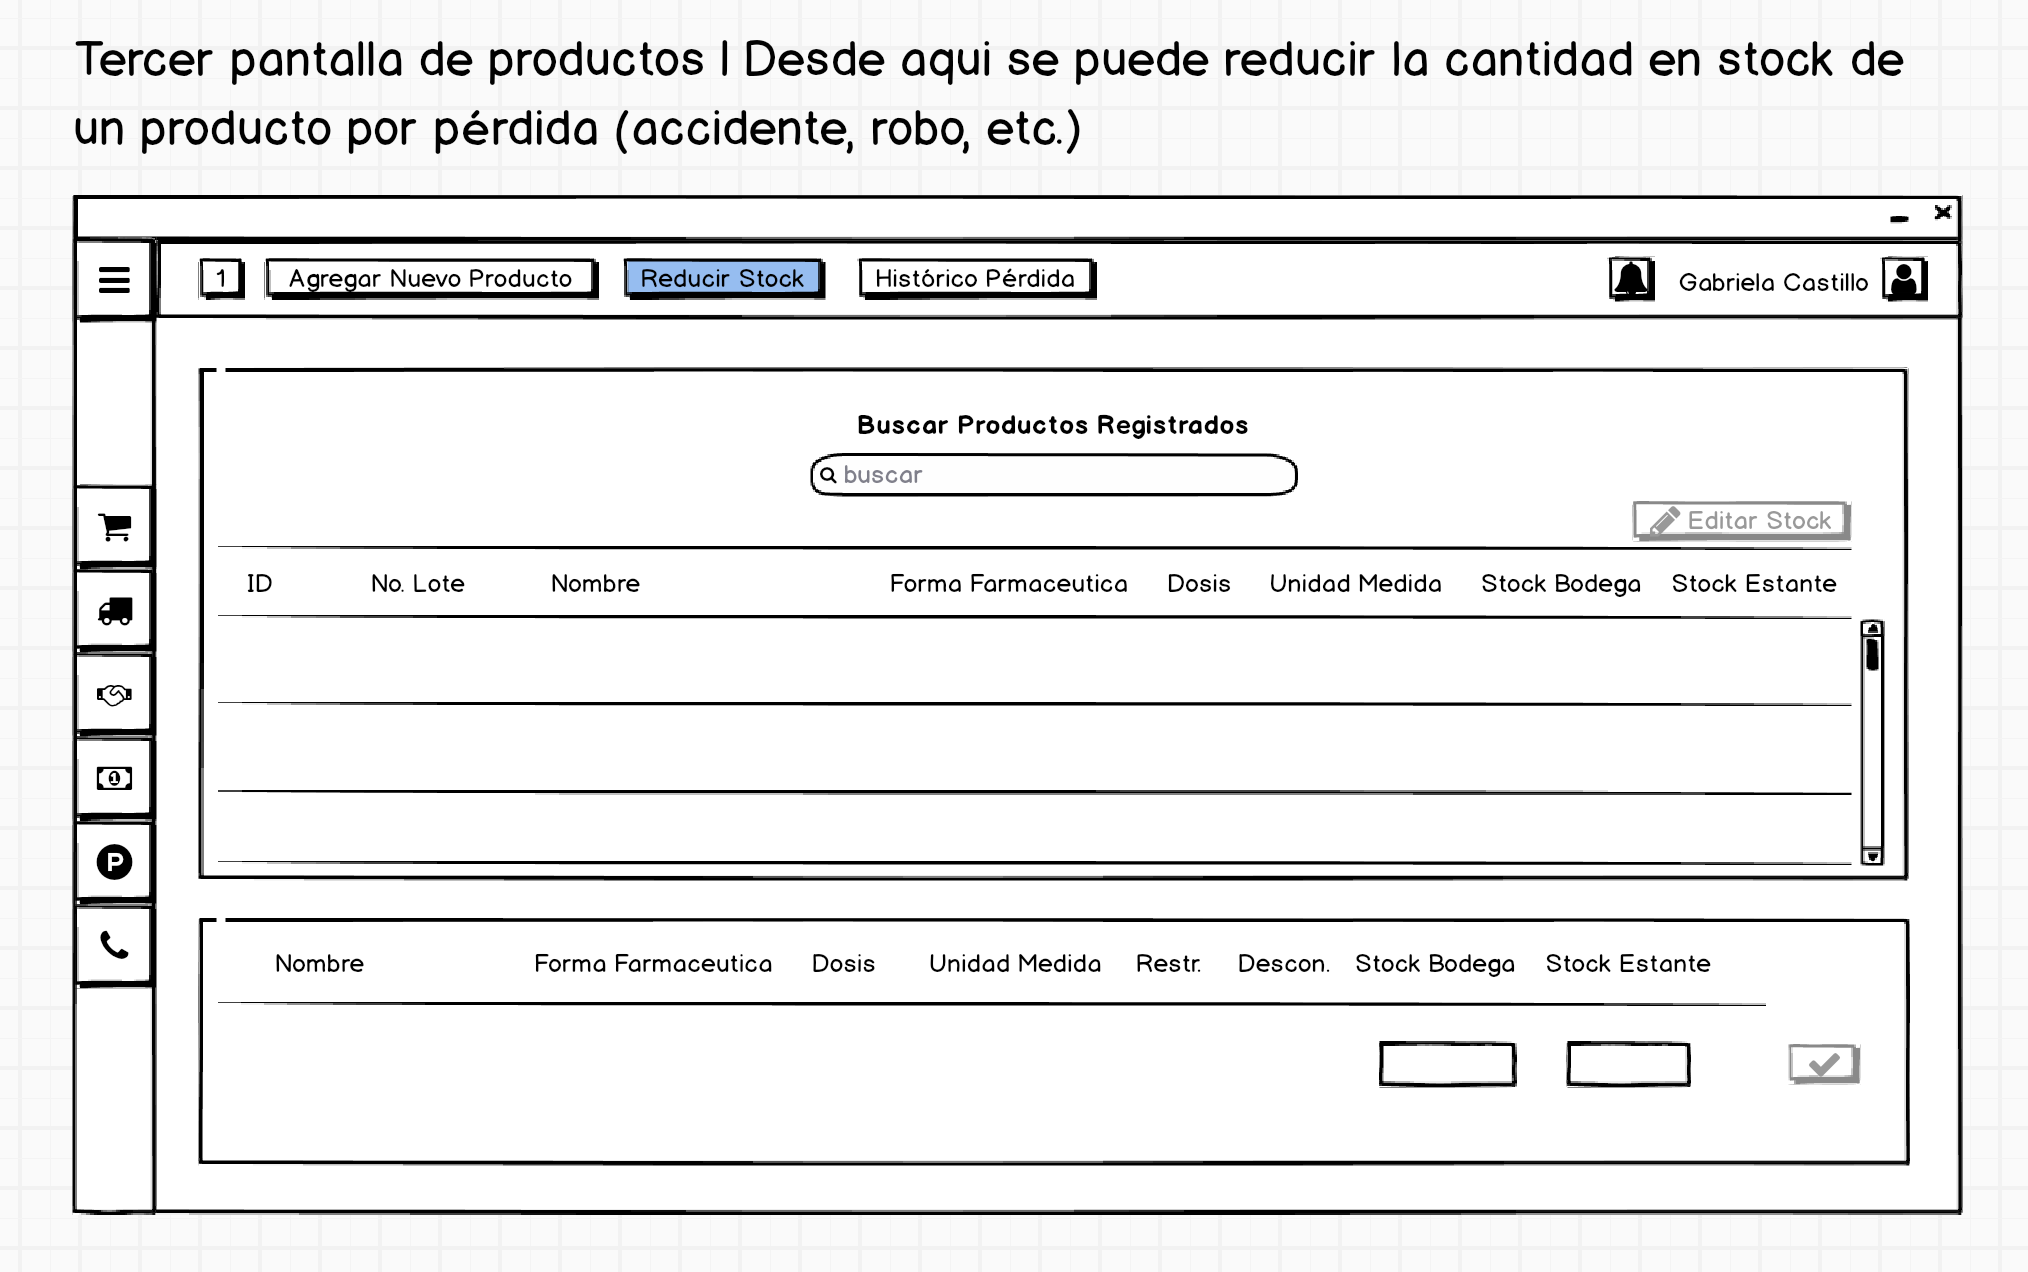 Tercer pantalla de productos | Desde aqui se puede reducir la cantidad en stock de
un producto por pérdida (accidente, robo, etc.)
1 Agregar Nuevo Producto Reducir Stock Histórico Pérdida Gabriela Castillo
Buscar Productos Registrados
buscar
Editar Stock
ID No. Lote Nombre Forma Farmaceutica Dosis Unidad Medida Stock Bodega Stock Estante
1
P
Nombre Forma Farmaceutica Dosis Unidad Medida Restr. Descon. Stock Bodega Stock Estante